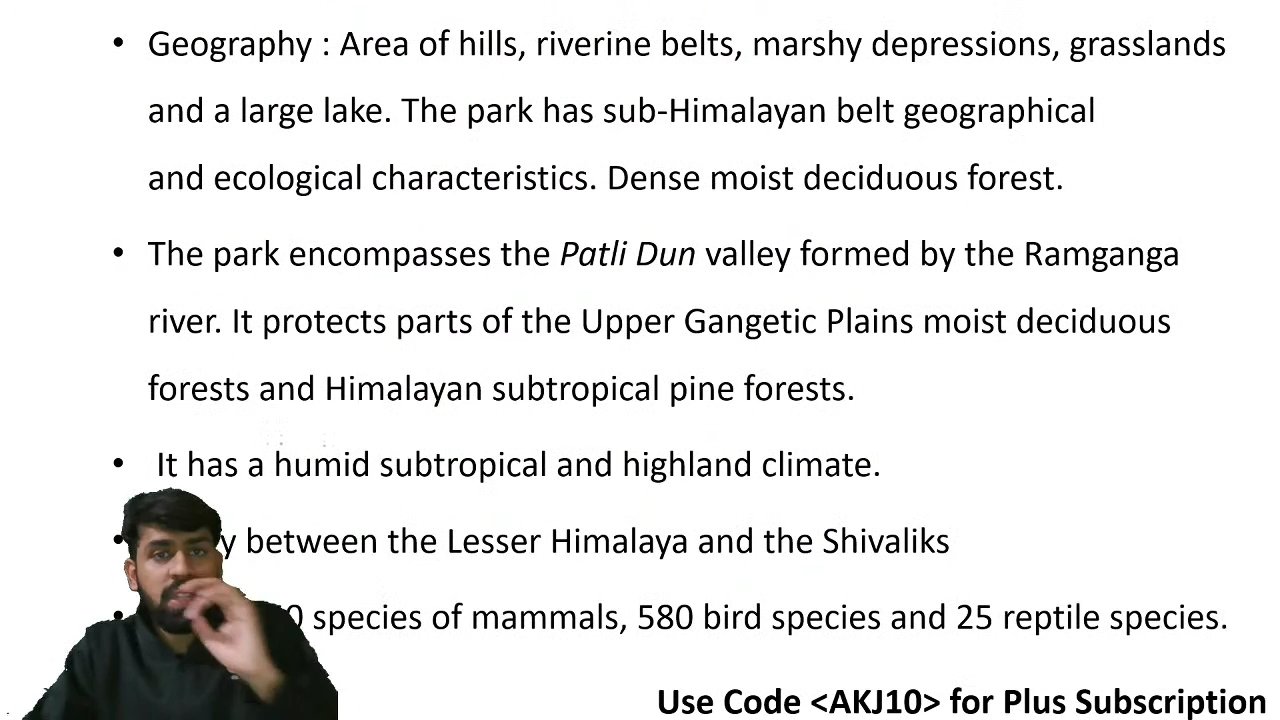 • Geography : Area of hills, riverine belts, marshy depressions, grasslands
and a large lake. The park has sub-Himalayan belt geographical
and ecological characteristics. Dense moist deciduous forest.
• The park encompasses the Patli Dun valley formed by the Ramganga
river. It protects parts of the Upper Gangetic Plains moist deciduous
forests and Himalayan subtropical pine forests.
• It has a humid subtropical and highland climate.
• between the Lesser Himalaya and the Shivaliks
• species of mammals, 580 bird species and 25 reptile species.
Use Code <AKJ10> for Plus Subscription